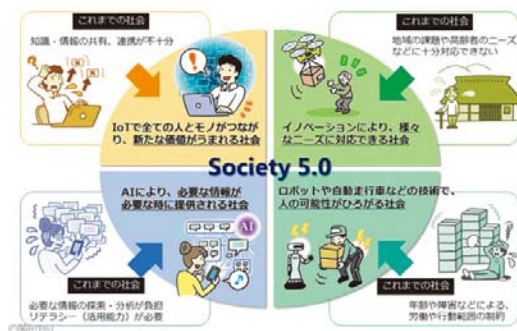 これまでの社会
知識・情報の共有、連携が不十分
IoTで全ての人とモノがつなが
り、新たな価値がうまれる社会
これまでの社会
地域の課題や高齢者のニーズ
などに十分対応できない
イノベーションにより、様々
なニーズに対応できる社会
Society 5.0
AIにより、必要な情報が
必要な時に提供される社会
AI
これまでの社会
必要な情報の探索・分析が負担
リテラシー（活用能力）が必要
ロボットや自動走行車などの技術で、
人の可能性がひろがる社会
これまでの社会
年齢や障害などによる、
労働や行動範囲の制約